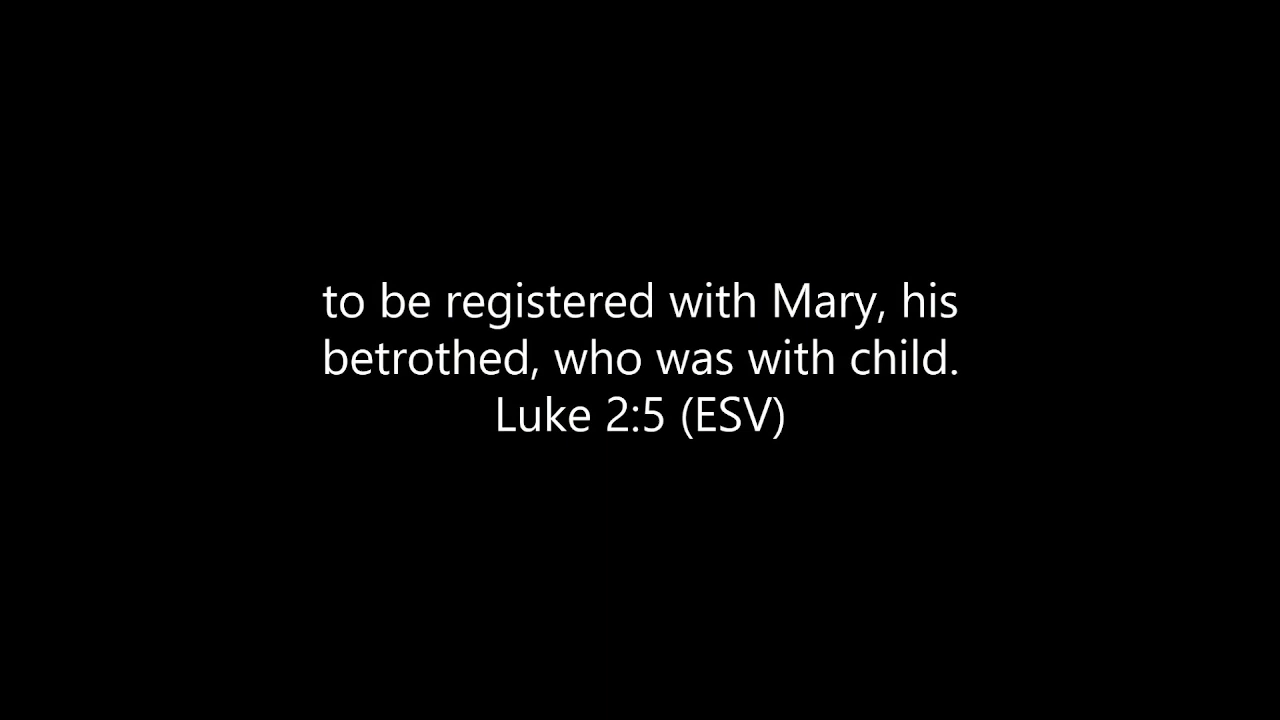 to be registered with Mary, his
betrothed, who was with child.
Luke 2:5 (ESV)